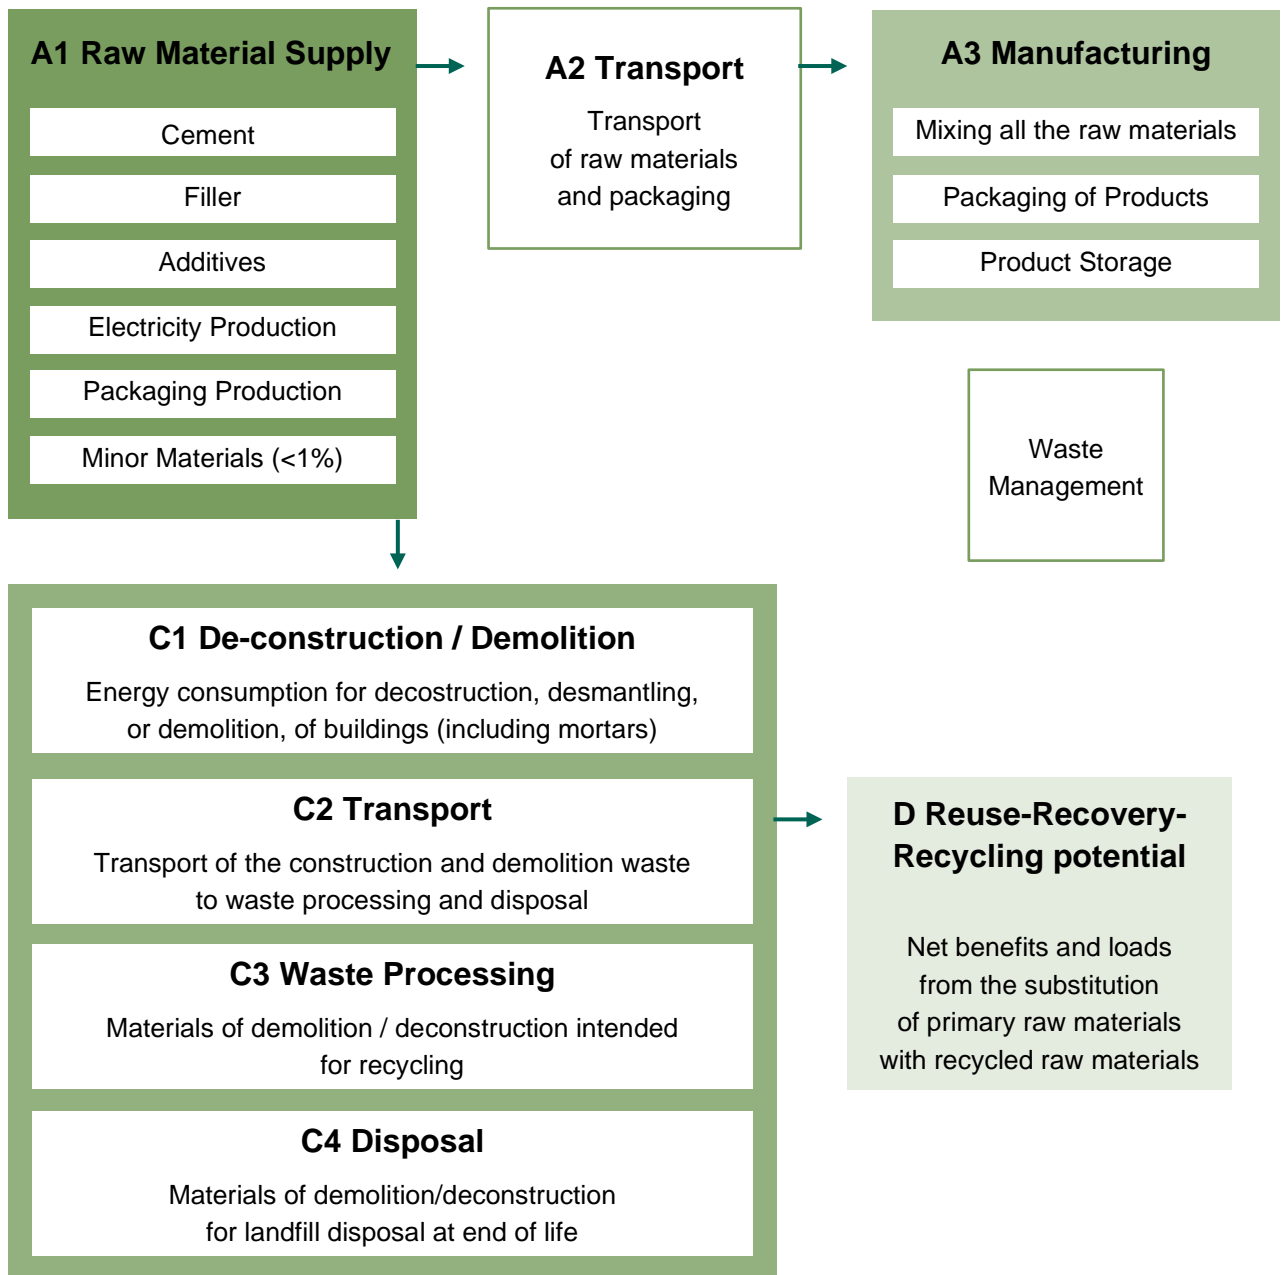 A1 Raw Material Supply
Cement
Filler
Additives
Electricity Production
Packaging Production
Minor Materials (<1%)
A2 Transport
Transport
of raw materials
and packaging
A3 Manufacturing
Mixing all the raw materials
Packaging of Products
Product Storage
Waste
Management
C1 De-construction / Demolition
Energy consumption for decostruction, desmantling,
or demolition, of buildings (including mortars)
C2 Transport
Transport of the construction and demolition waste
to waste processing and disposal
C3 Waste Processing
Materials of demolition / deconstruction intended
for recycling
C4 Disposal
Materials of demolition/deconstruction
for landfill disposal at end of life
D Reuse-Recovery-
Recycling potential
Net benefits and loads
from the substitution
of primary raw materials
with recycled raw materials